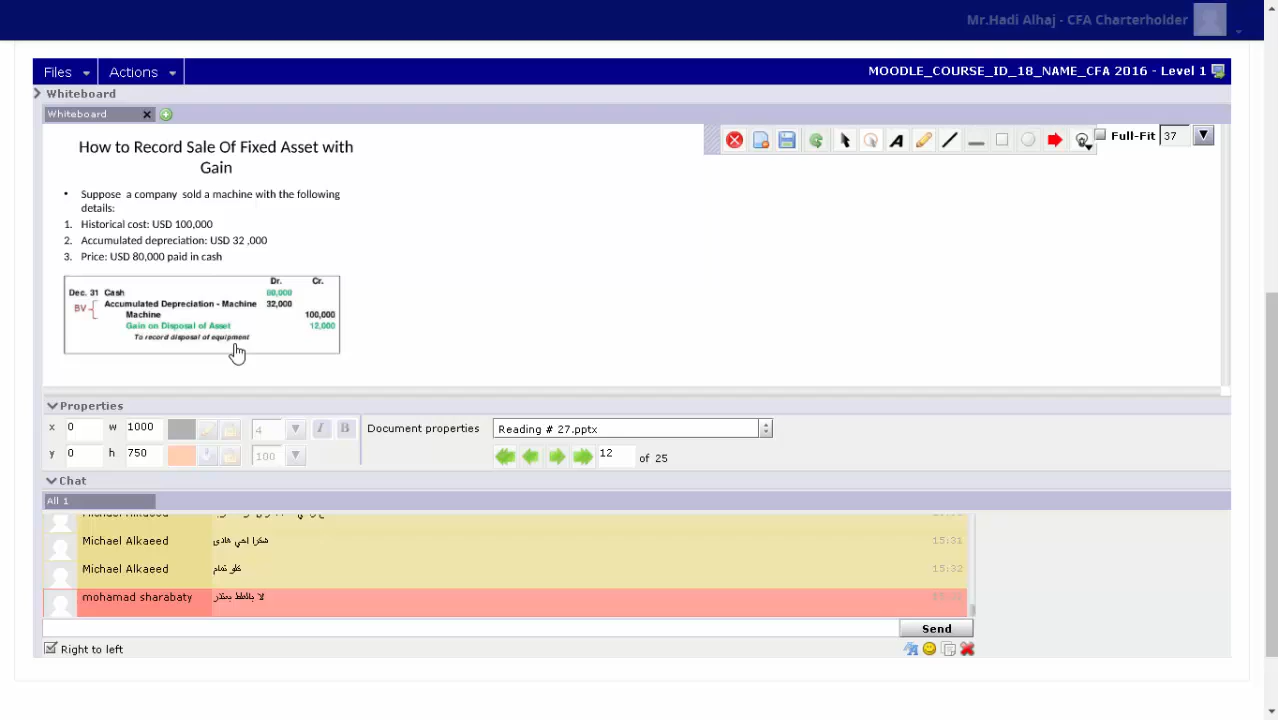 Mr.Hadi Alhaj - CFA Charterholder
Files Actions MOODLE_COURSE_ID_18_NAME_CFA 2016 - Level 1
Whiteboard
Whiteboard
Full-Fit 37
How to Record Sale Of Fixed Asset with
Gain
• Suppose a company sold a machine with the following
details:
1. Historical cost: USD 100,000
2. Accumulated depreciation: USD 32 ,000
3. Price: USD 80,000 paid in cash
Dr. Cr.
Dec. 31 Cash 80,000
BV Accumulated Depreciation - Machine 32,000
Machine 100,000
Gain on Disposal of Asset 12,000
To record disposal of equipment
Properties
x 0 w 1000 4 I B Document properties Reading # 27.pptx
y 0 h 750 100 12 of 25
Chat
All 1
Michael Alkaeed شكرا اخي هادي 15:31
Michael Alkaeed كلو تمام 15:32
mohamad sharabaty لا بالغلط بعتذر
Send
Right to left